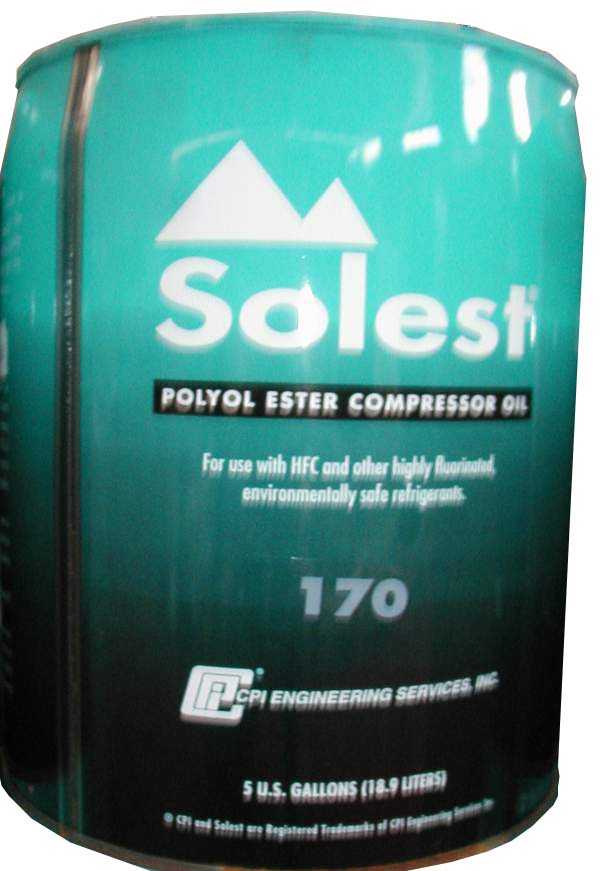 Solest
POLYOL ESTER COMPRESSOR OIL
For use with HFC and other highly fluorinated,
environmentally safe refrigerants.
170
CPI ® CPI ENGINEERING SERVICES, INC.
5 U.S. GALLONS (18.9 LITERS)
® CPI and Solest are Registered Trademarks of CPI Engineering Services Inc